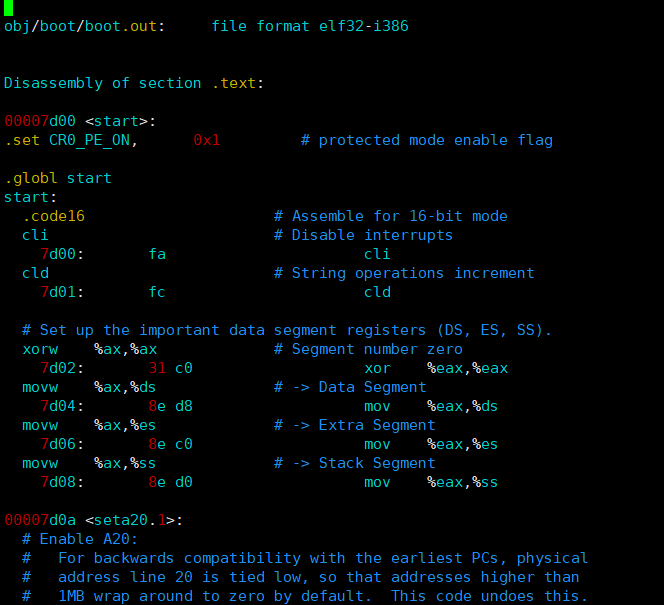 obj/boot/boot.out:     file format elf32-i386
Disassembly of section .text:
00007d00 <start>:
.set CR0_PE_ON,      0x1         # protected mode enable flag
.globl start
start:
  .code16                     # Assemble for 16-bit mode
  cli                         # Disable interrupts
    7d00:       fa                      cli
  cld                         # String operations increment
    7d01:       fc                      cld
  # Set up the important data segment registers (DS, ES, SS).
  xorw    %ax,%ax             # Segment number zero
    7d02:       31 c0                   xor    %eax,%eax
  movw    %ax,%ds             # -> Data Segment
    7d04:       8e d8                   mov    %eax,%ds
  movw    %ax,%es             # -> Extra Segment
    7d06:       8e c0                   mov    %eax,%es
  movw    %ax,%ss             # -> Stack Segment
    7d08:       8e d0                   mov    %eax,%ss
00007d0a <seta20.1>:
  # Enable A20:
  #   For backwards compatibility with the earliest PCs, physical
  #   address line 20 is tied low, so that addresses higher than
  #   1MB wrap around to zero by default.  This code undoes this.